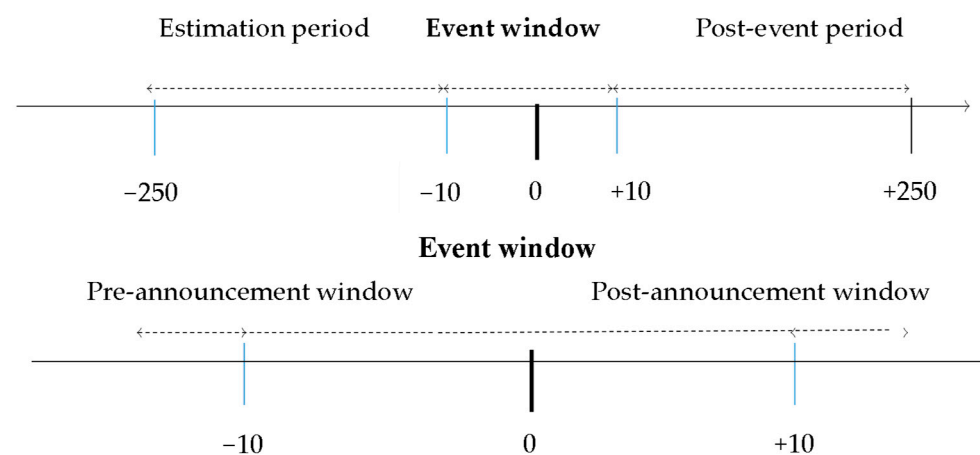 Estimation period Event window Post-event period
−250 −10 0 +10 +250
Event window
Pre-announcement window Post-announcement window
−10 0 +10